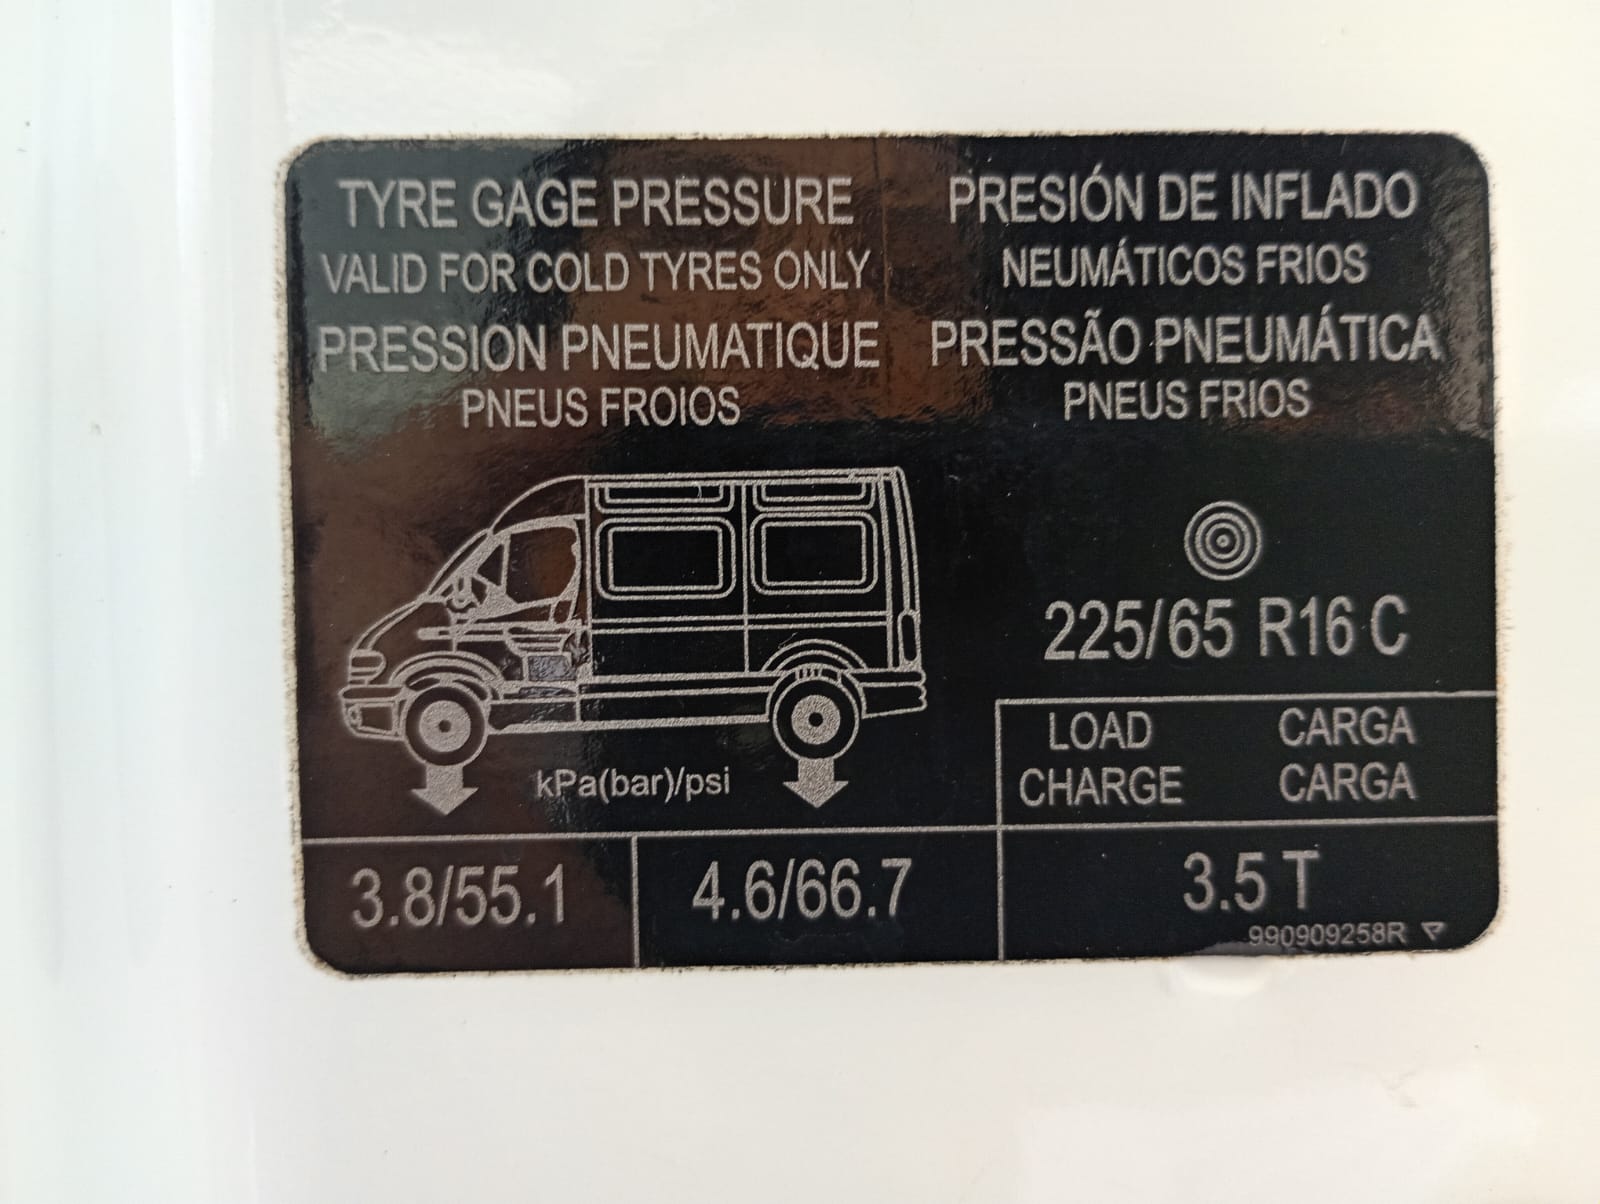 TYRE GAGE PRESSURE
VALID FOR COLD TYRES ONLY
PRESSION PNEUMATIQUE
PNEUS FROIOS
PRESIÓN DE INFLADO
NEUMÁTICOS FRIOS
PRESSÃO PNEUMÁTICA
PNEUS FRIOS
225/65 R16 C
LOAD CARGA
CHARGE CARGA
kPa(bar)/psi
3.8/55.1
4.6/66.7
3.5 T
990909258R